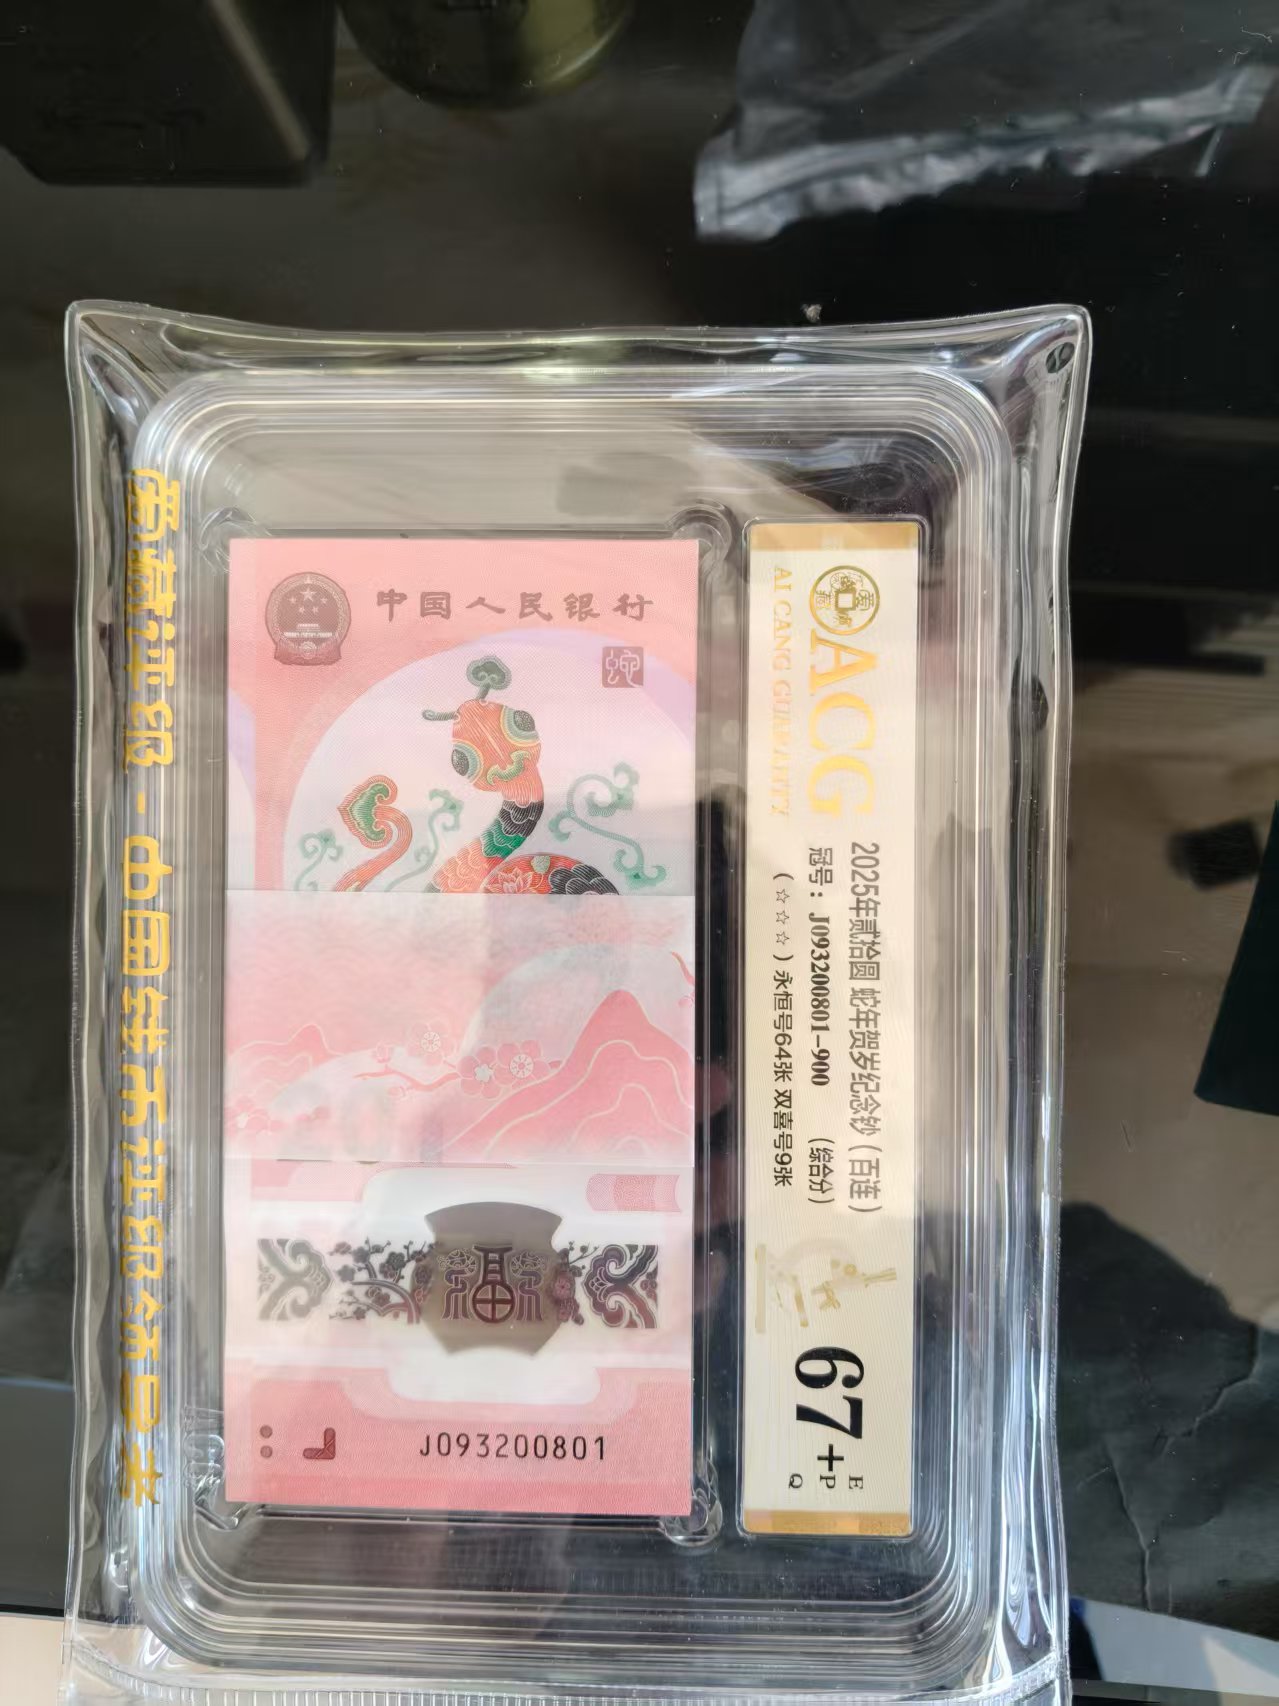 中国人民银行
蛇
福
J093200801
ACG
AI CANG GUARTITY
2025年贰拾圆 蛇年贺岁纪念钞（百连）
冠号：J093200801-900 （综合分）
（☆☆☆）永恒号64张 双喜号9张
67+
E
P
Q
爱藏评级 - 中国钱币评级领导者